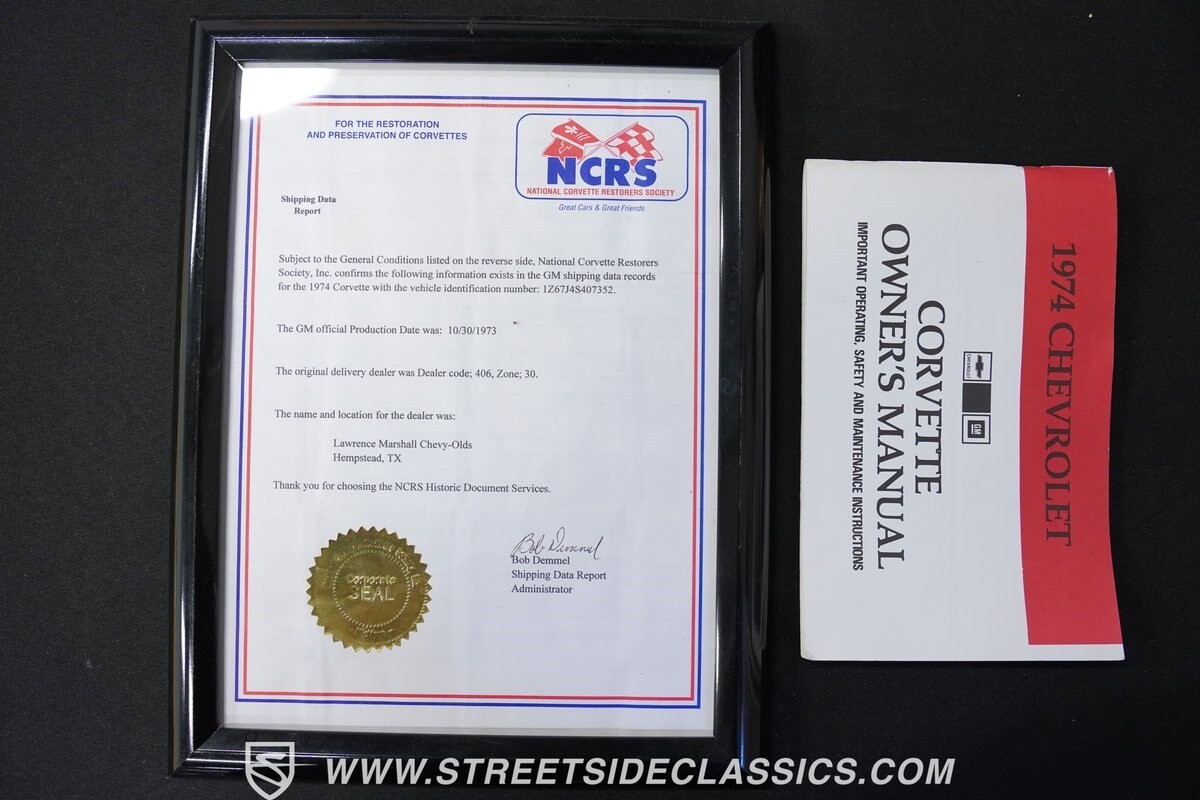 FOR THE RESTORATION
AND PRESERVATION OF CORVETTES
NCRS
NATIONAL CORVETTE RESTORERS SOCIETY
Great Cars & Great Friends
Shipping Data
Report
Subject to the General Conditions listed on the reverse side, National Corvette Restorers
Society, Inc. confirms the following information exists in the GM shipping data records
for the 1974 Corvette with the vehicle identification number: 1Z67J4S407352.
The GM official Production Date was: 10/30/1973
The original delivery dealer was Dealer code; 406, Zone; 30.
The name and location for the dealer was:
Lawrence Marshall Chevy-Olds
Hempstead, TX
Thank you for choosing the NCRS Historic Document Services.
Corporate
SEAL
Bob Demmel
Bob Demmel
Shipping Data Report
Administrator
1974 CHEVROLET
CHEVROLET
GM
CORVETTE
OWNER'S MANUAL
IMPORTANT OPERATING, SAFETY AND MAINTENANCE INSTRUCTIONS
WWW.STREETSIDECLASSICS.COM